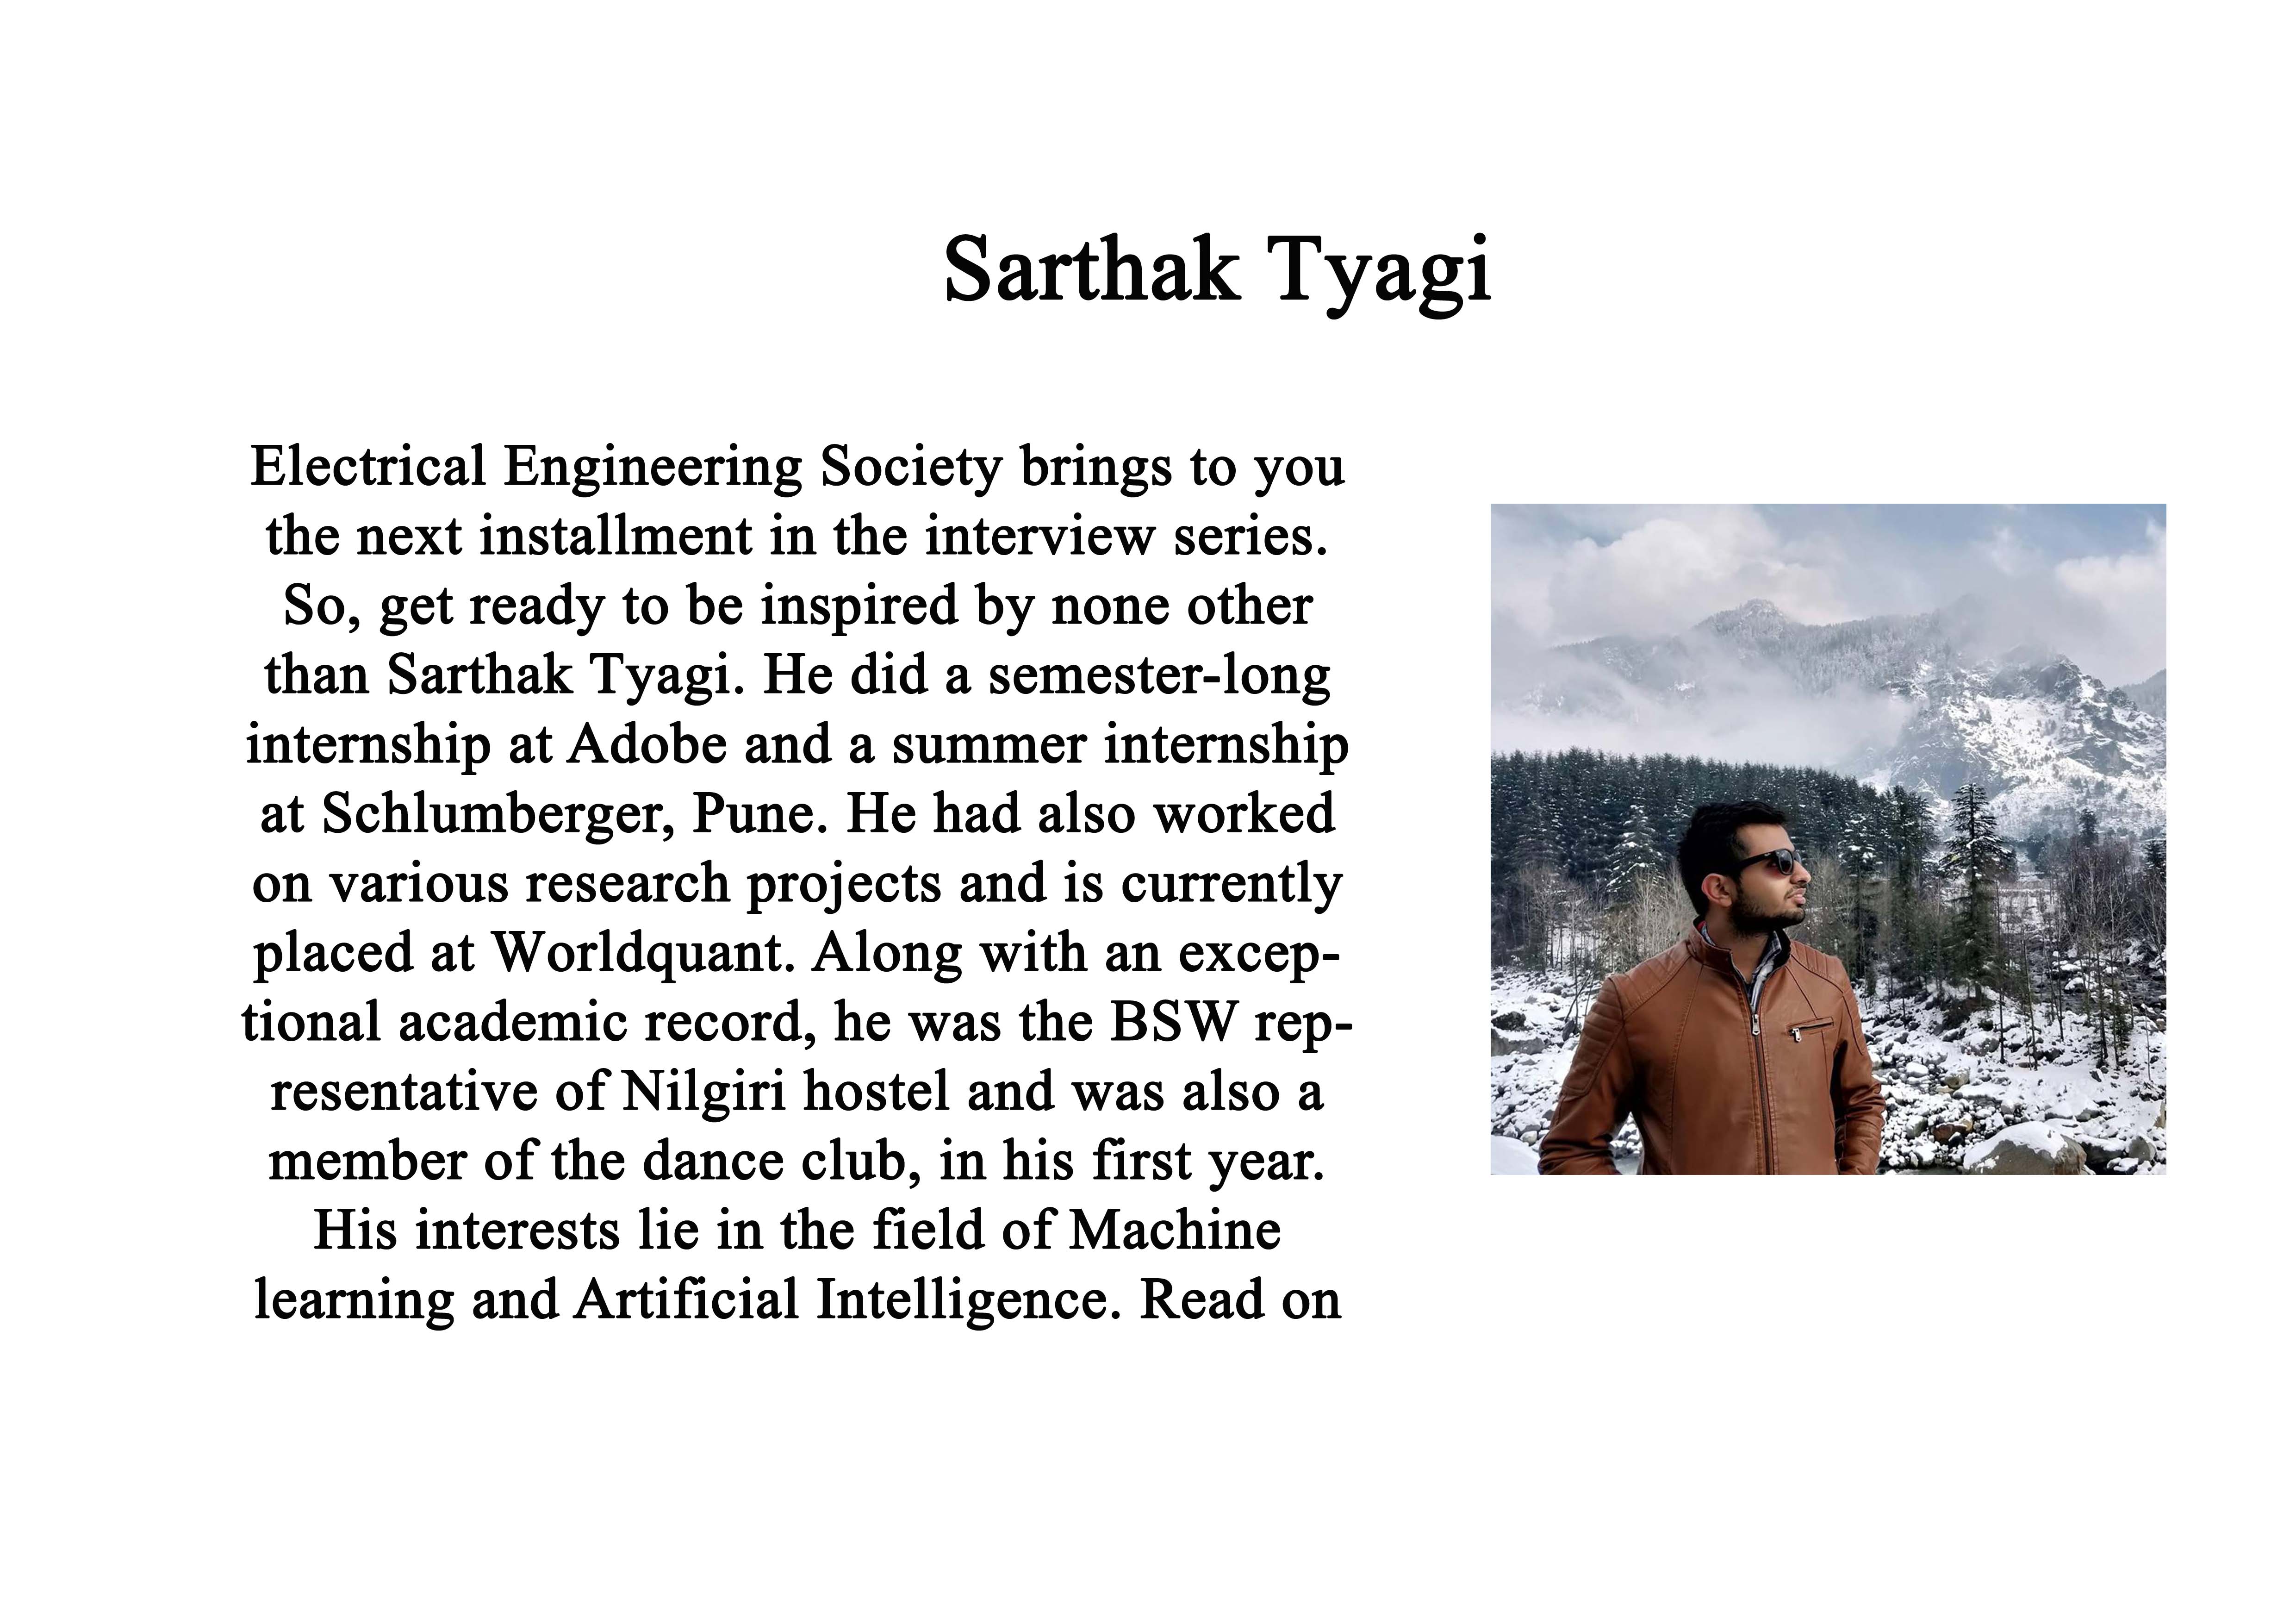 Sarthak Tyagi
Electrical Engineering Society brings to you
the next installment in the interview series.
So, get ready to be inspired by none other
than Sarthak Tyagi. He did a semester-long
internship at Adobe and a summer internship
at Schlumberger, Pune. He had also worked
on various research projects and is currently
placed at Worldquant. Along with an excep-
tional academic record, he was the BSW rep-
resentative of Nilgiri hostel and was also a
member of the dance club, in his first year.
His interests lie in the field of Machine
learning and Artificial Intelligence. Read on